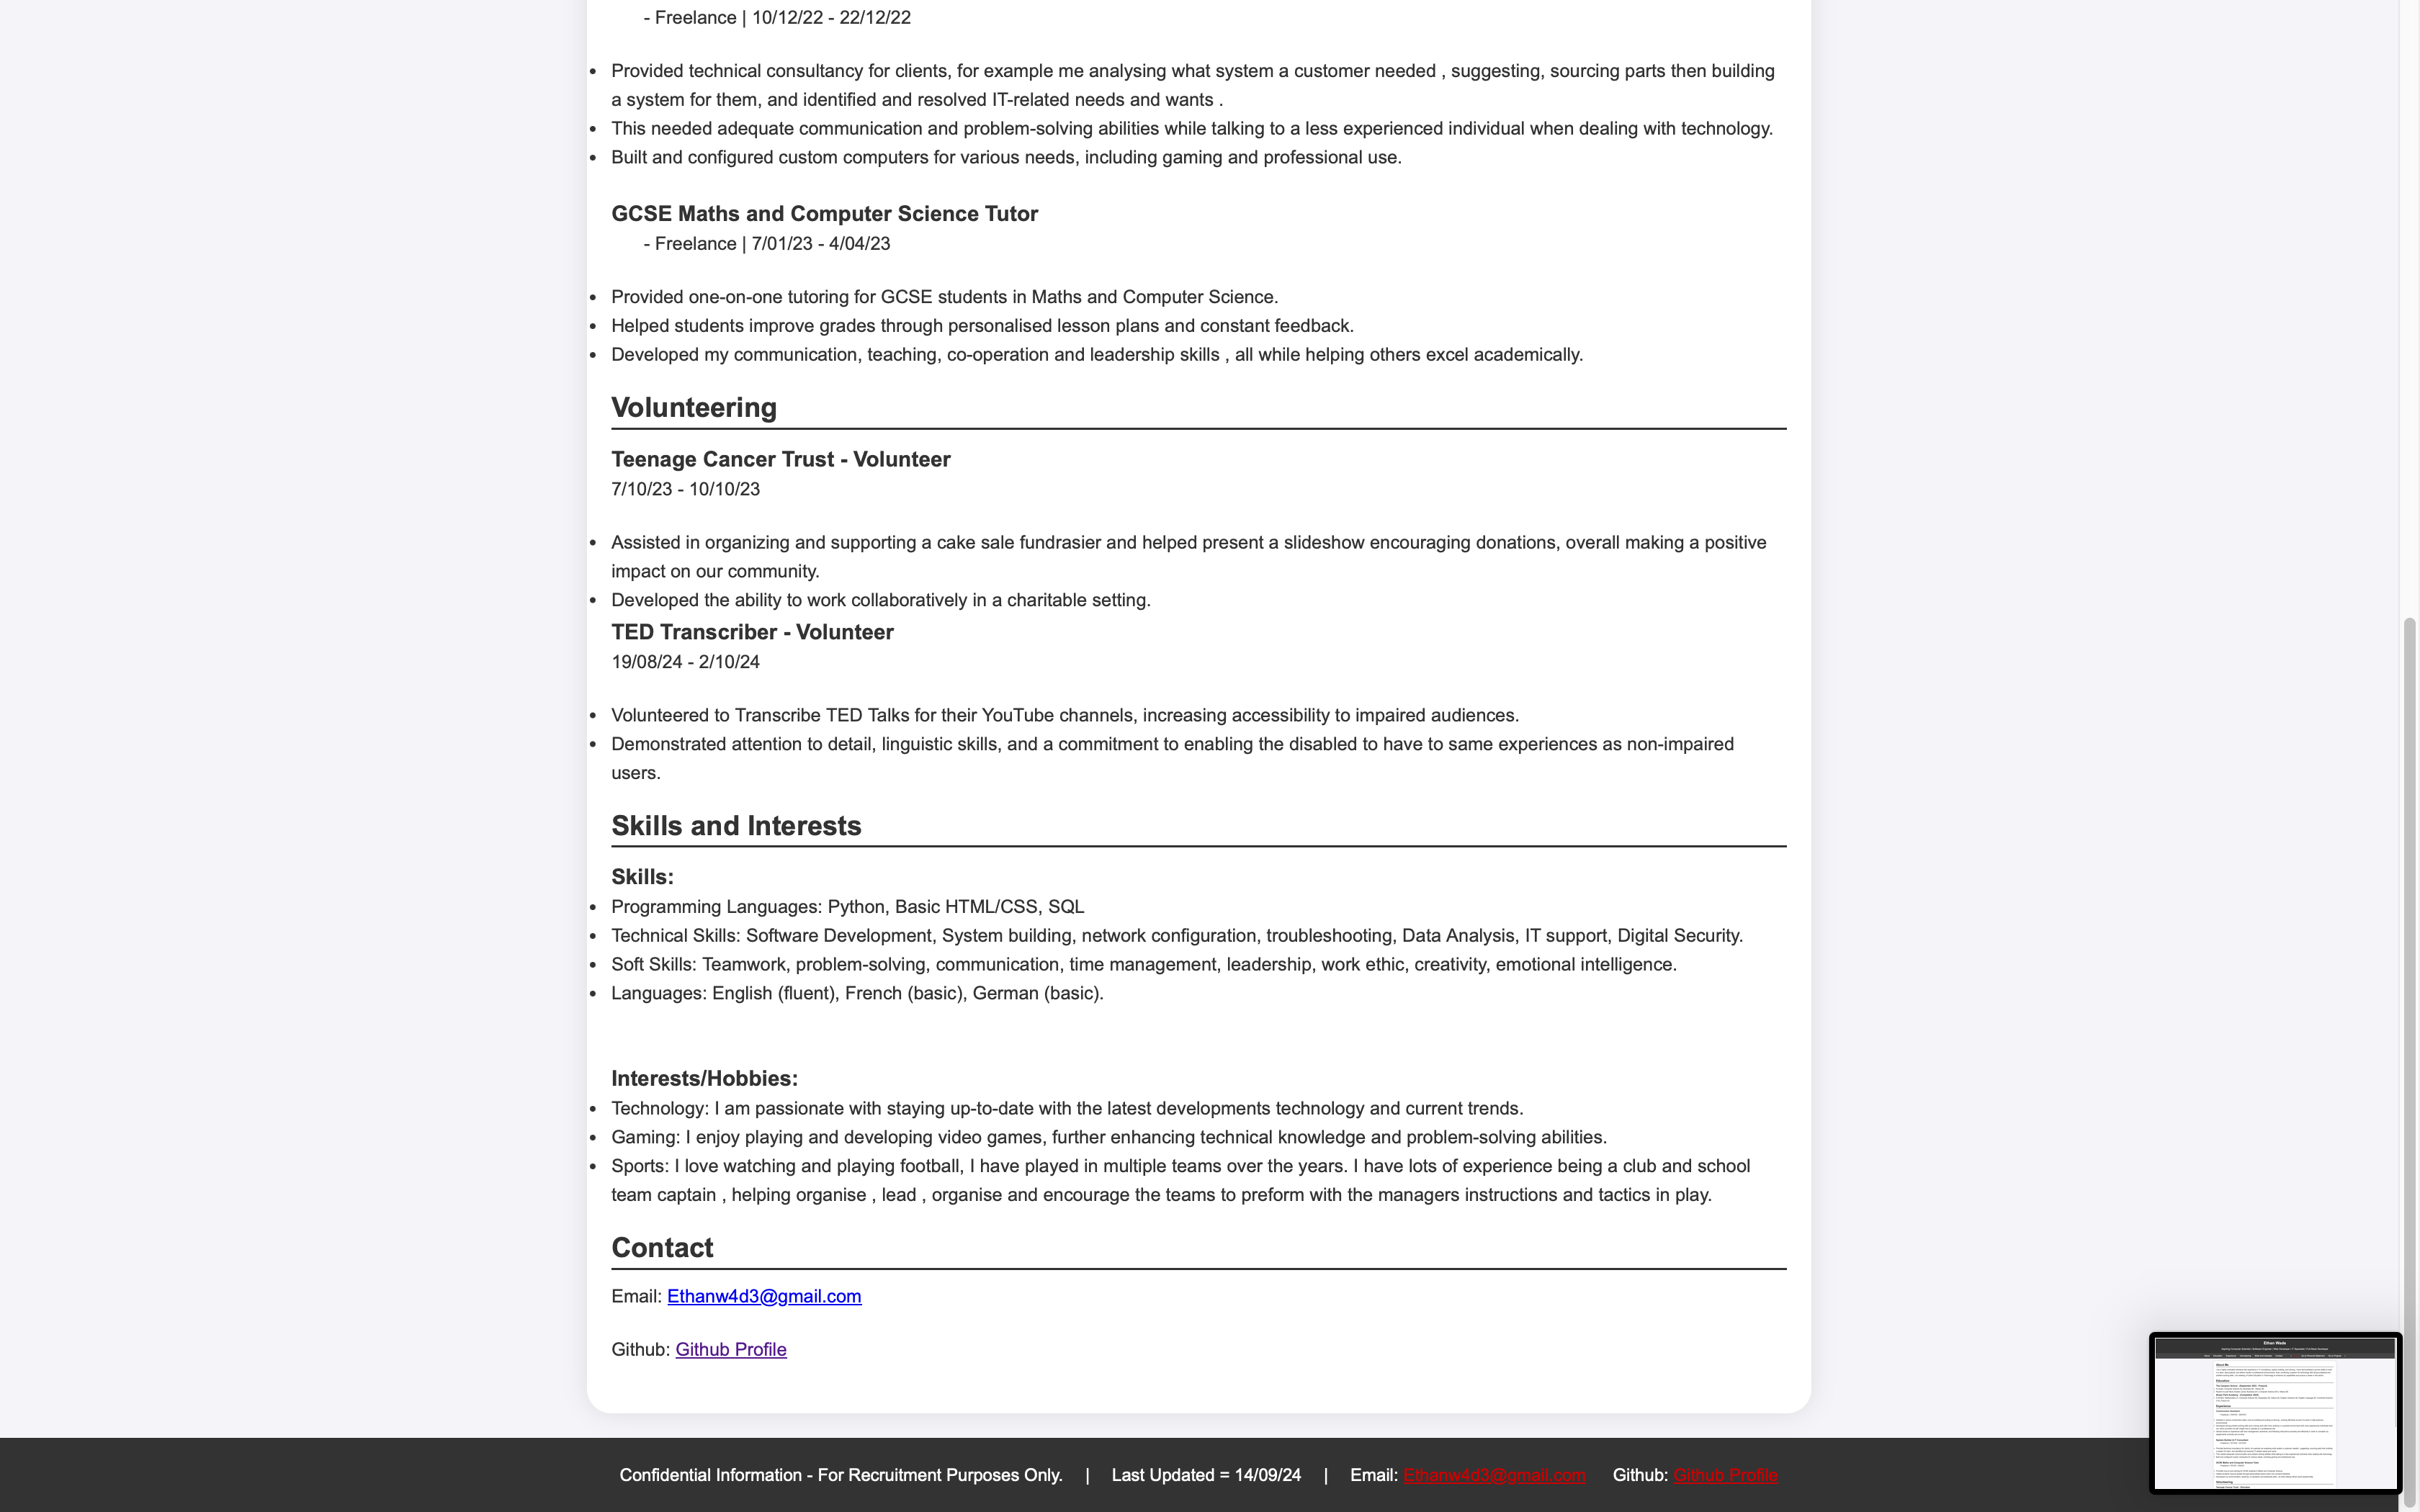 - Freelance | 10/12/22 - 22/12/22
Provided technical consultancy for clients, for example me analysing what system a customer needed , suggesting, sourcing parts then building
a system for them, and identified and resolved IT-related needs and wants .
This needed adequate communication and problem-solving abilities while talking to a less experienced individual when dealing with technology.
Built and configured custom computers for various needs, including gaming and professional use.
GCSE Maths and Computer Science Tutor
- Freelance | 7/01/23 - 4/04/23
Provided one-on-one tutoring for GCSE students in Maths and Computer Science.
Helped students improve grades through personalised lesson plans and constant feedback.
Developed my communication, teaching, co-operation and leadership skills , all while helping others excel academically.
Volunteering
Teenage Cancer Trust - Volunteer
7/10/23 - 10/10/23
Assisted in organizing and supporting a cake sale fundrasier and helped present a slideshow encouraging donations, overall making a positive
impact on our community.
Developed the ability to work collaboratively in a charitable setting.
TED Transcriber - Volunteer
19/08/24 - 2/10/24
Volunteered to Transcribe TED Talks for their YouTube channels, increasing accessibility to impaired audiences.
Demonstrated attention to detail, linguistic skills, and a commitment to enabling the disabled to have to same experiences as non-impaired
users.
Skills and Interests
Skills:
Programming Languages: Python, Basic HTML/CSS, SQL
Technical Skills: Software Development, System building, network configuration, troubleshooting, Data Analysis, IT support, Digital Security.
Soft Skills: Teamwork, problem-solving, communication, time management, leadership, work ethic, creativity, emotional intelligence.
Languages: English (fluent), French (basic), German (basic).
Interests/Hobbies:
Technology: I am passionate with staying up-to-date with the latest developments technology and current trends.
Gaming: I enjoy playing and developing video games, further enhancing technical knowledge and problem-solving abilities.
Sports: I love watching and playing football, I have played in multiple teams over the years. I have lots of experience being a club and school
team captain , helping organise , lead , organise and encourage the teams to preform with the managers instructions and tactics in play.
Contact
Email: Ethanw4d3@gmail.com
Github: Github Profile
Confidential Information - For Recruitment Purposes Only. | Last Updated = 14/09/24 | Email: Ethanw4d3@gmail.com Github: Github Profile
Ethan Wade
About Me
Education
Experience
Volunteering